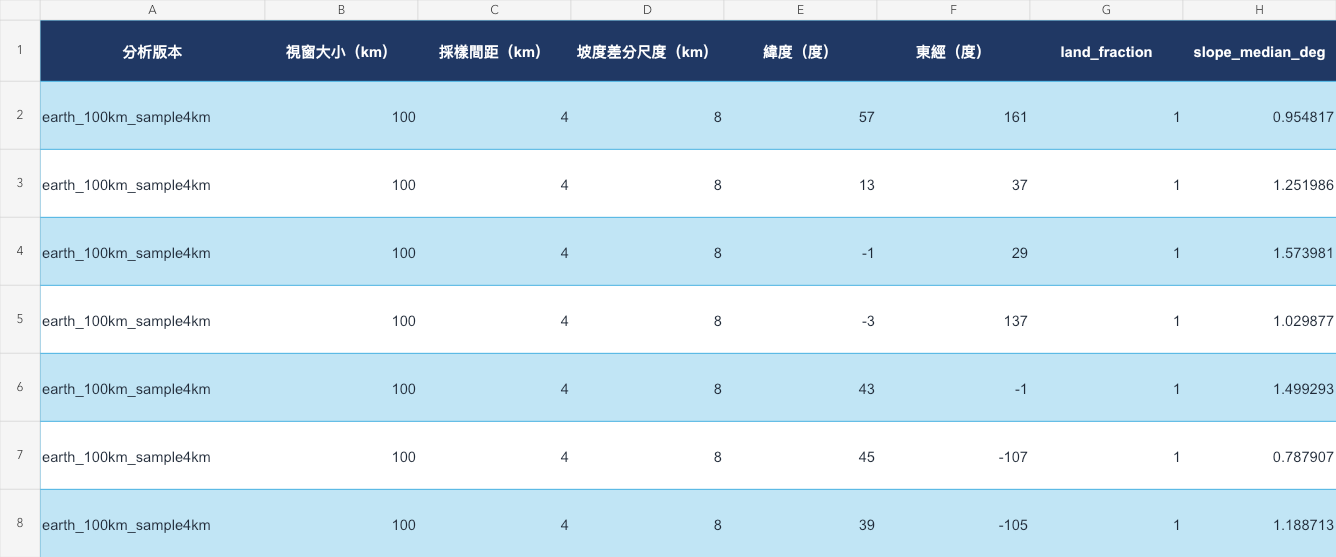 A B C D E F G H
1 分析版本 視窗大小（km） 採樣間距（km） 坡度差分尺度（km） 緯度（度） 東經（度） land_fraction slope_median_deg
2 earth_100km_sample4km 100 4 8 57 161 1 0.954817
3 earth_100km_sample4km 100 4 8 13 37 1 1.251986
4 earth_100km_sample4km 100 4 8 -1 29 1 1.573981
5 earth_100km_sample4km 100 4 8 -3 137 1 1.029877
6 earth_100km_sample4km 100 4 8 43 -1 1 1.499293
7 earth_100km_sample4km 100 4 8 45 -107 1 0.787907
8 earth_100km_sample4km 100 4 8 39 -105 1 1.188713